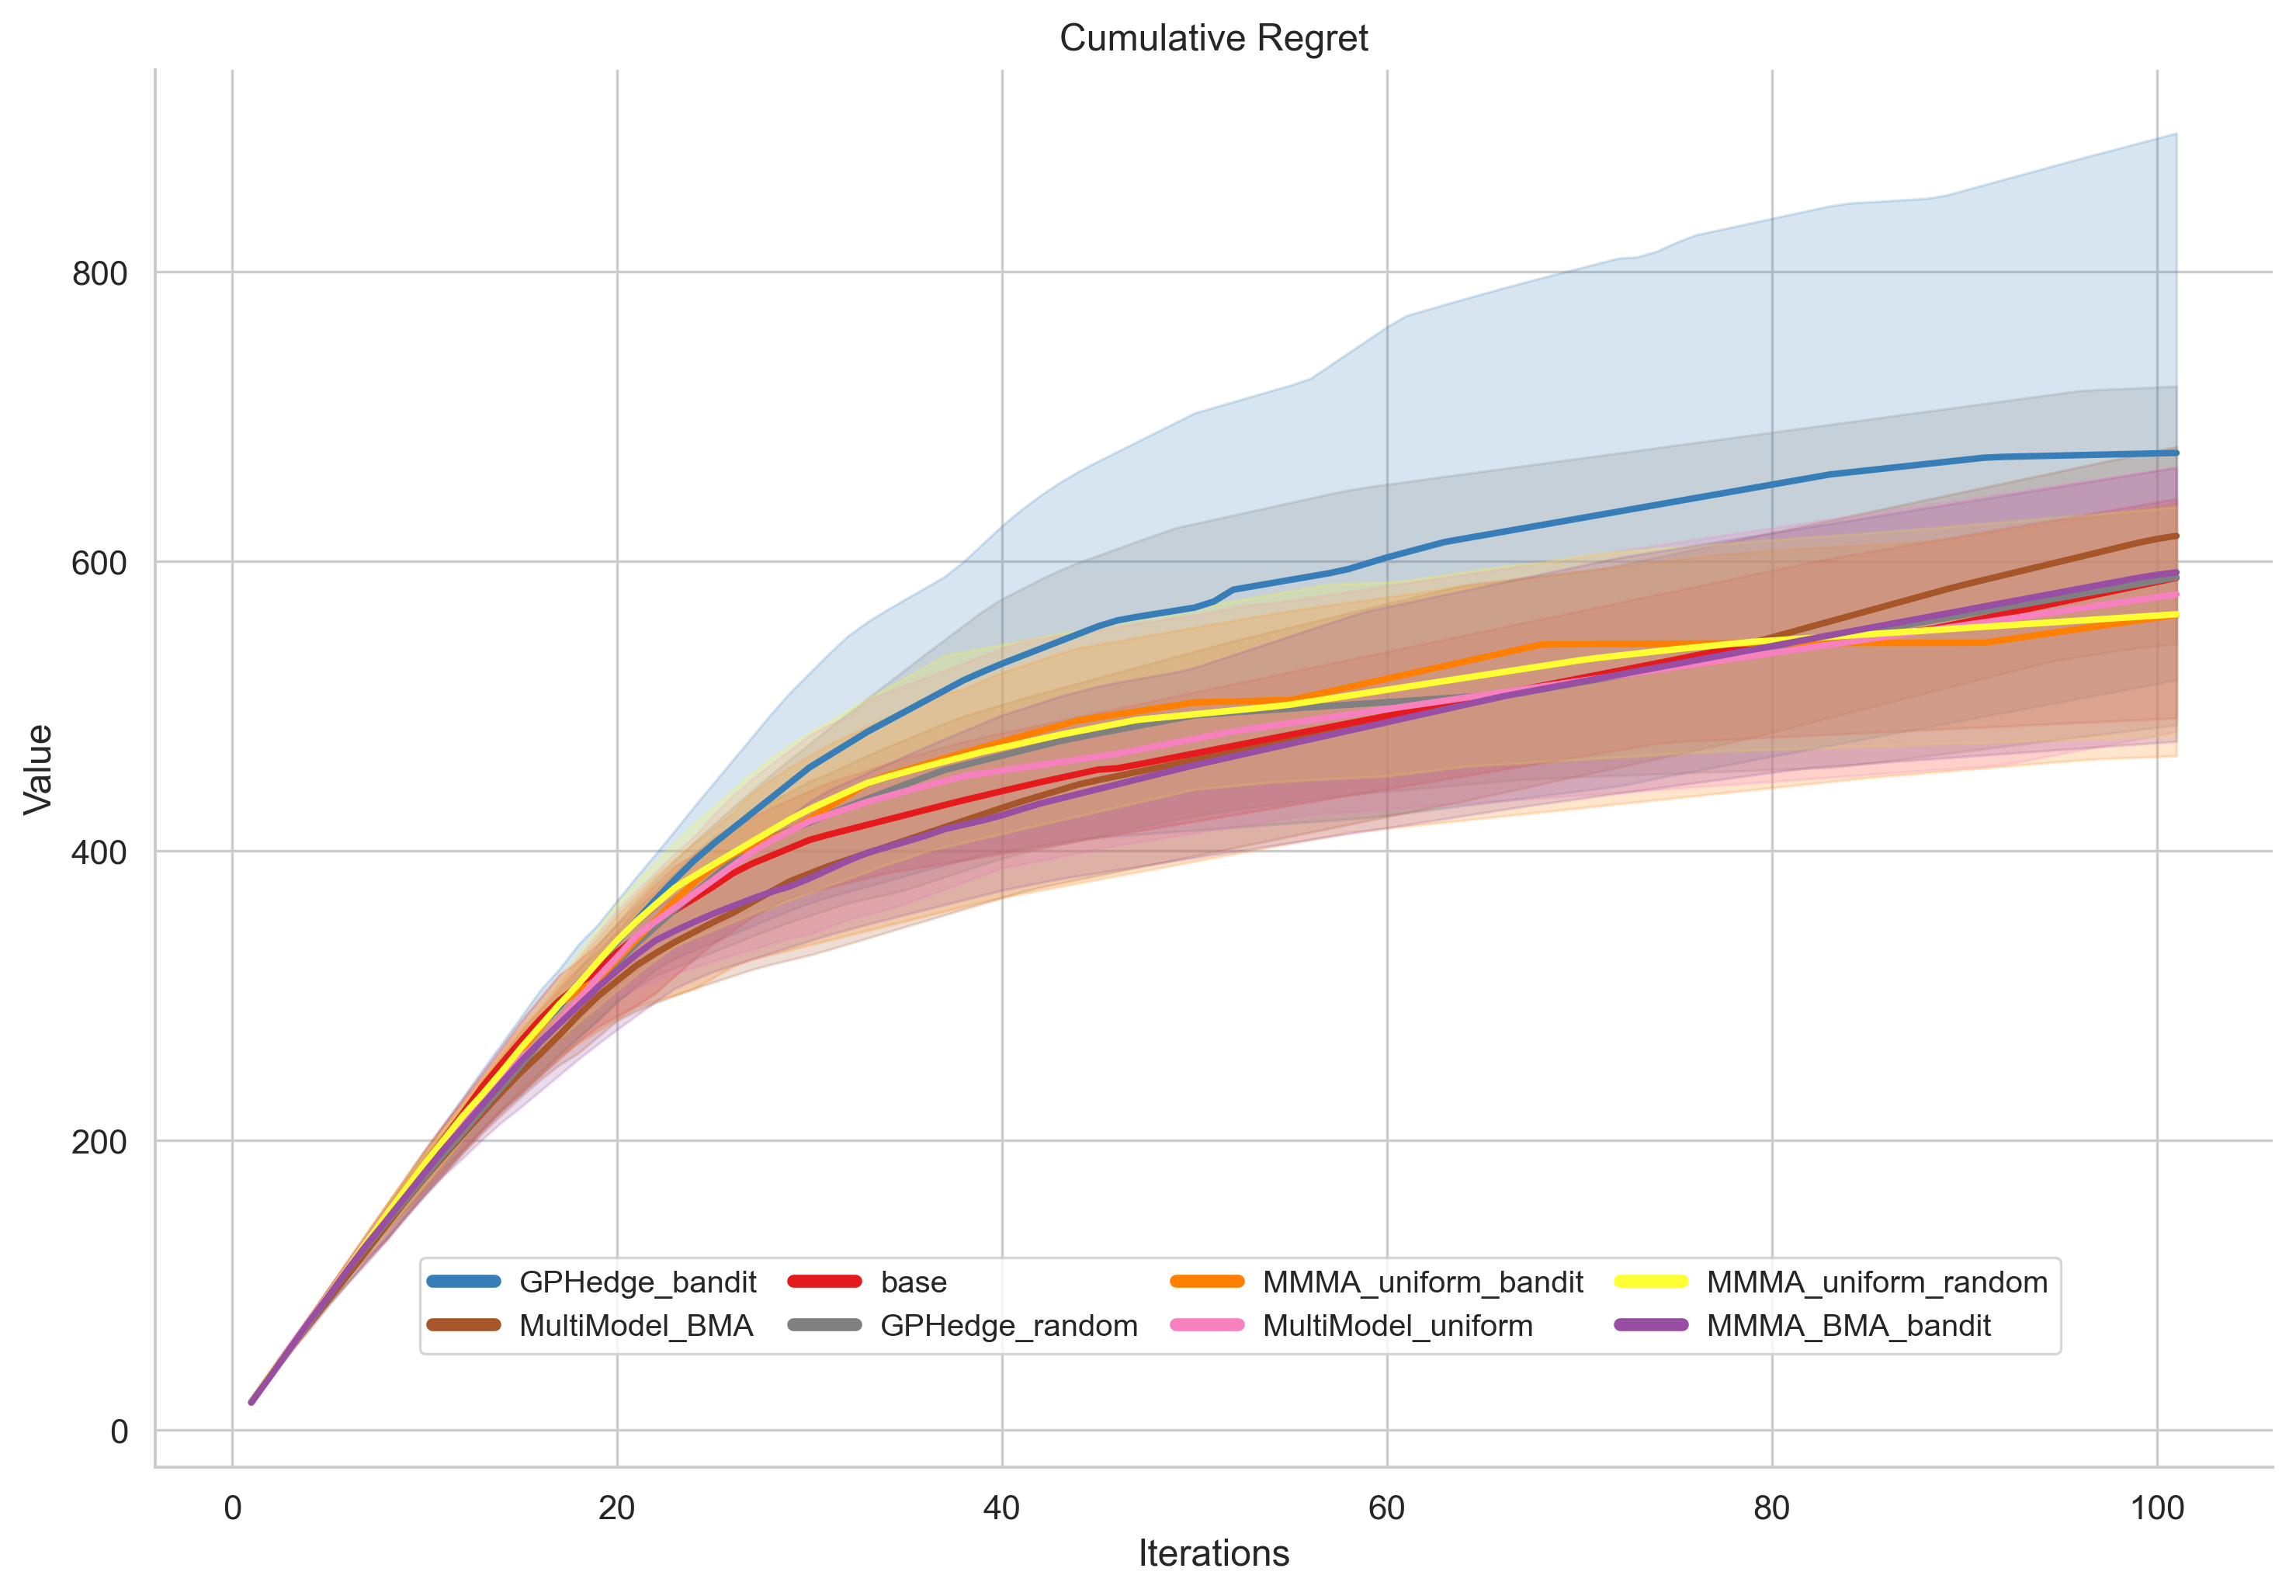 Cumulative Regret
Value
800
600
400
200
0
GPHedge_bandit base MMMA_uniform_bandit MMMA_uniform_random
MultiModel_BMA GPHedge_random MultiModel_uniform MMMA_BMA_bandit
0 20 40 60 80 100
Iterations